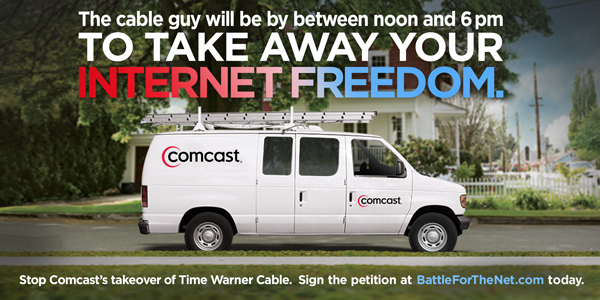 The cable guy will be by between noon and 6 pm
TO TAKE AWAY YOUR
INTERNET FREEDOM.
comcast
comcast
Stop Comcast's takeover of Time Warner Cable. Sign the petition at BattleForTheNet.com today.